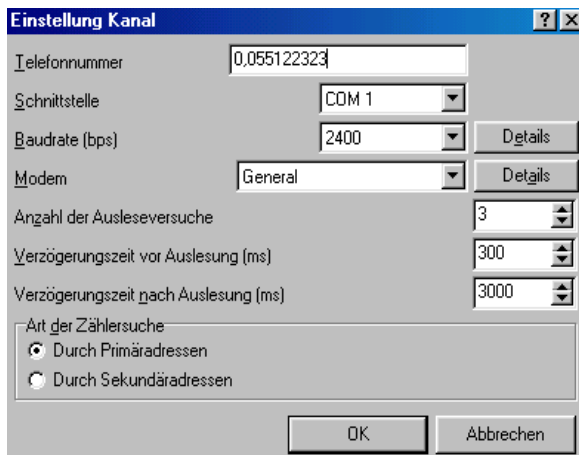 Einstellung Kanal
Telefonnummer 0,055122323
Schnittstelle COM 1
Baudrate (bps) 2400 Details
Modem General Details
Anzahl der Ausleseversuche 3
Verzögerungszeit vor Auslesung (ms) 300
Verzögerungszeit nach Auslesung (ms) 3000
Art der Zählersuche
Durch Primäradressen
Durch Sekundäradressen
OK Abbrechen